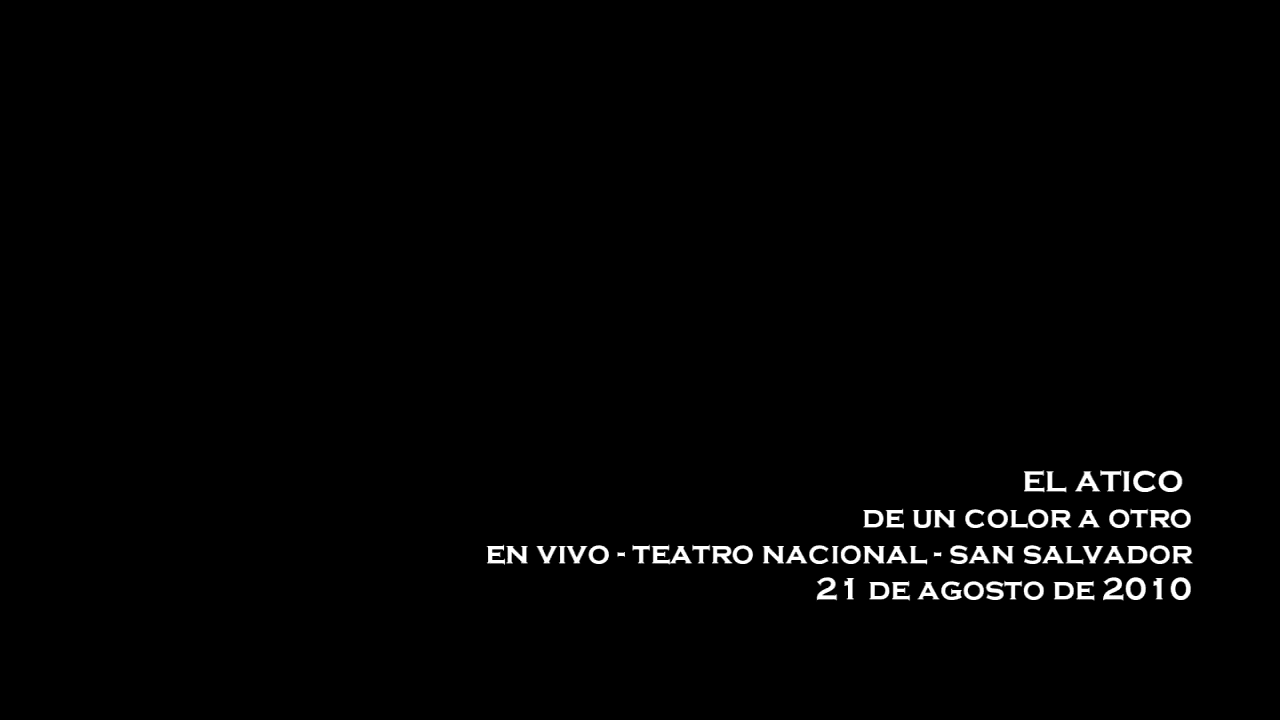 EL ATICO
DE UN COLOR A OTRO
EN VIVO - TEATRO NACIONAL - SAN SALVADOR
21 DE AGOSTO DE 2010